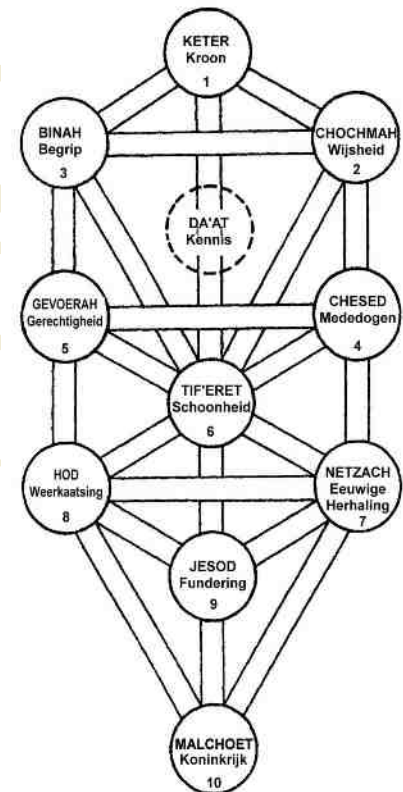 KETER
Kroon
1
BINAH
Begrip
3
CHOCHMAH
Wijsheid
2
DA'AT
Kennis
GEVOERAH
Gerechtigheid
5
CHESED
Mededogen
4
TIF'ERET
Schoonheid
6
HOD
Weerkaatsing
8
NETZACH
Eeuwige
Herhaling
7
JESOD
Fundering
9
MALCHOET
Koninkrijk
10